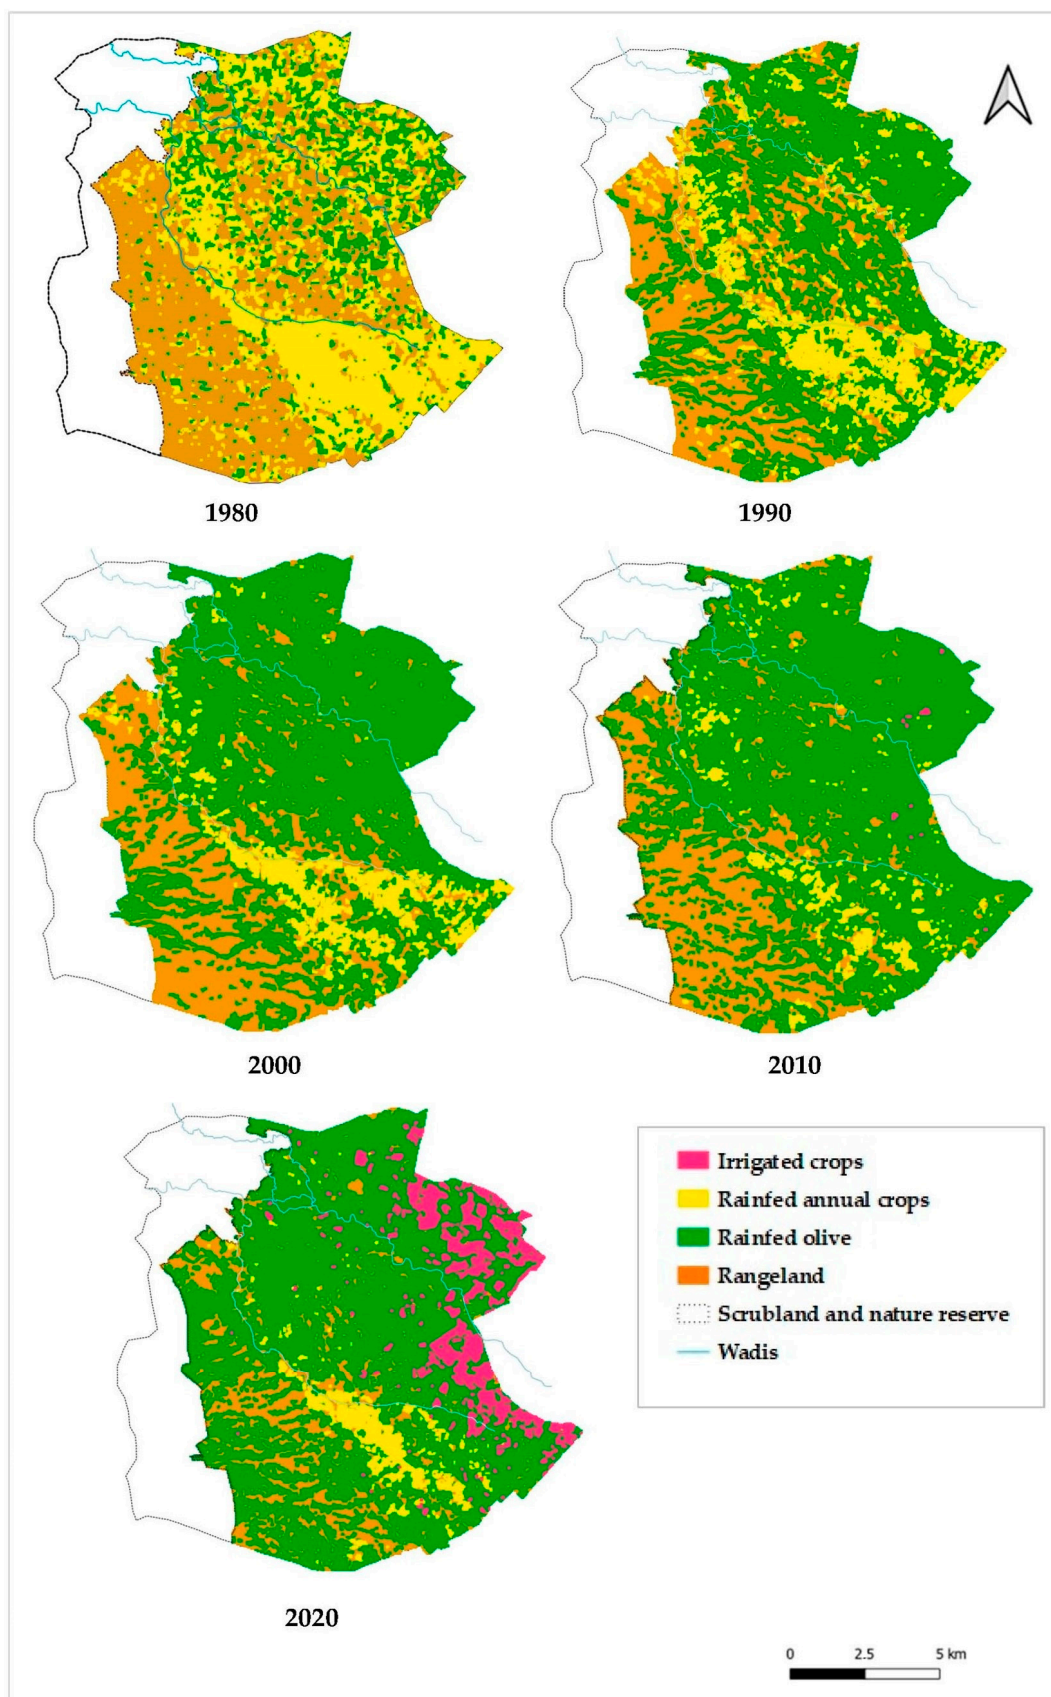 1980
1990
2000
2010
Irrigated crops
Rainfed annual crops
Rainfed olive
Rangeland
Scrubland and nature reserve
Wadis
2020
0 2.5 5 km